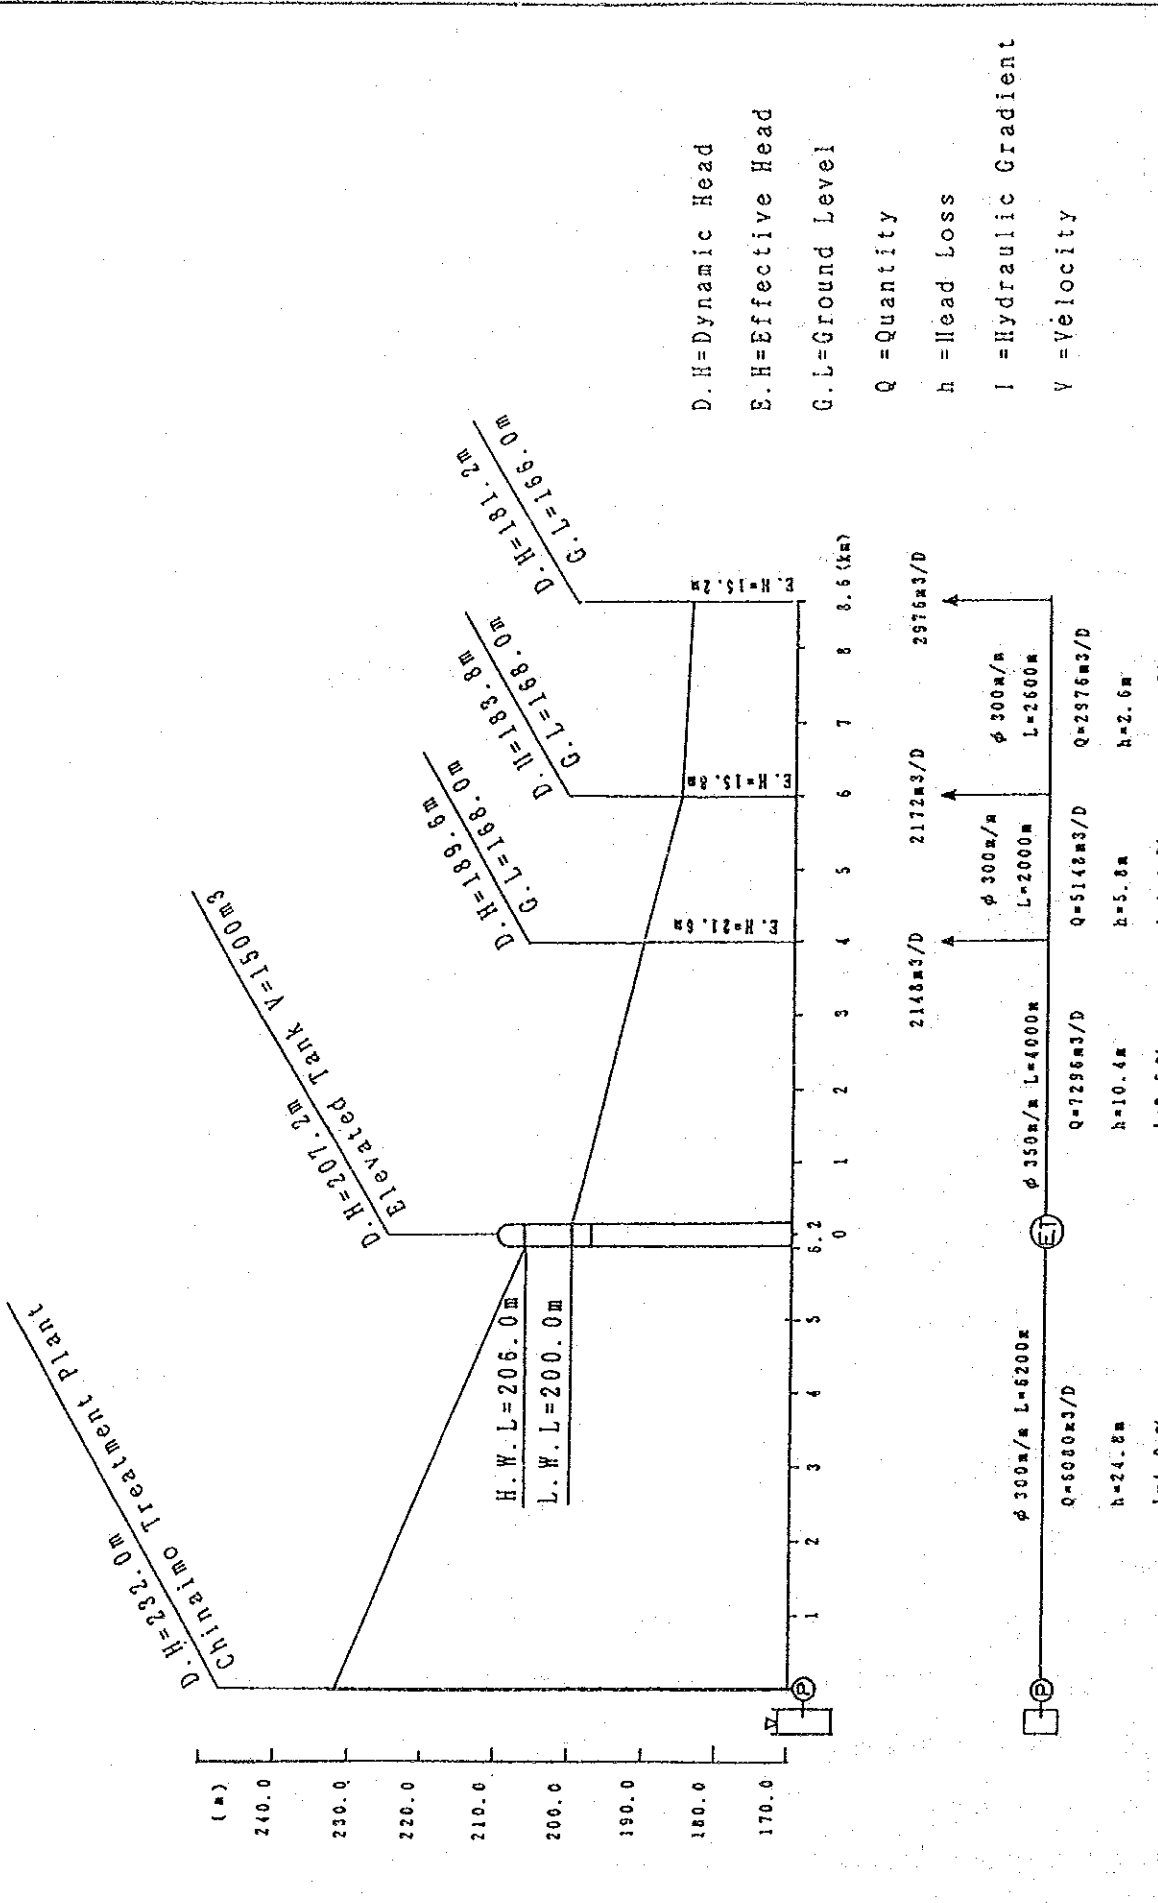 D.H=232.0m
Chinaimo Treatment Plant
D.H=207.2m
Elevated Tank V=1500m3
D.H=189.6m
G.L=168.0m
D.H=183.8m
G.L=168.0m
D.H=181.2m
G.L=166.0m
(m)
240.0
230.0
220.0
210.0
200.0
190.0
180.0
170.0
H.W.L=206.0m
L.W.L=200.0m
E.H=21.6m
E.H=15.8m
E.H=15.2m
1 2 3 4 5 6.2
0 1 2 3 4 5 6 7 8 8.6(km)
P
2148m3/D
2172m3/D
2976m3/D
P
El
φ300m/m L=6200m
Q=6080m3/D
h=24.8m
φ350m/m L=4000m
Q=7296m3/D
h=10.4m
φ300m/m
L=2000m
Q=5148m3/D
h=5.8m
φ300m/m
L=2600m
Q=2976m3/D
h=2.6m
D.H=Dynamic Head
E.H=Effective Head
G.L=Ground Level
Q =Quantity
h =Head Loss
I =Hydraulic Gradient
V =Velocity